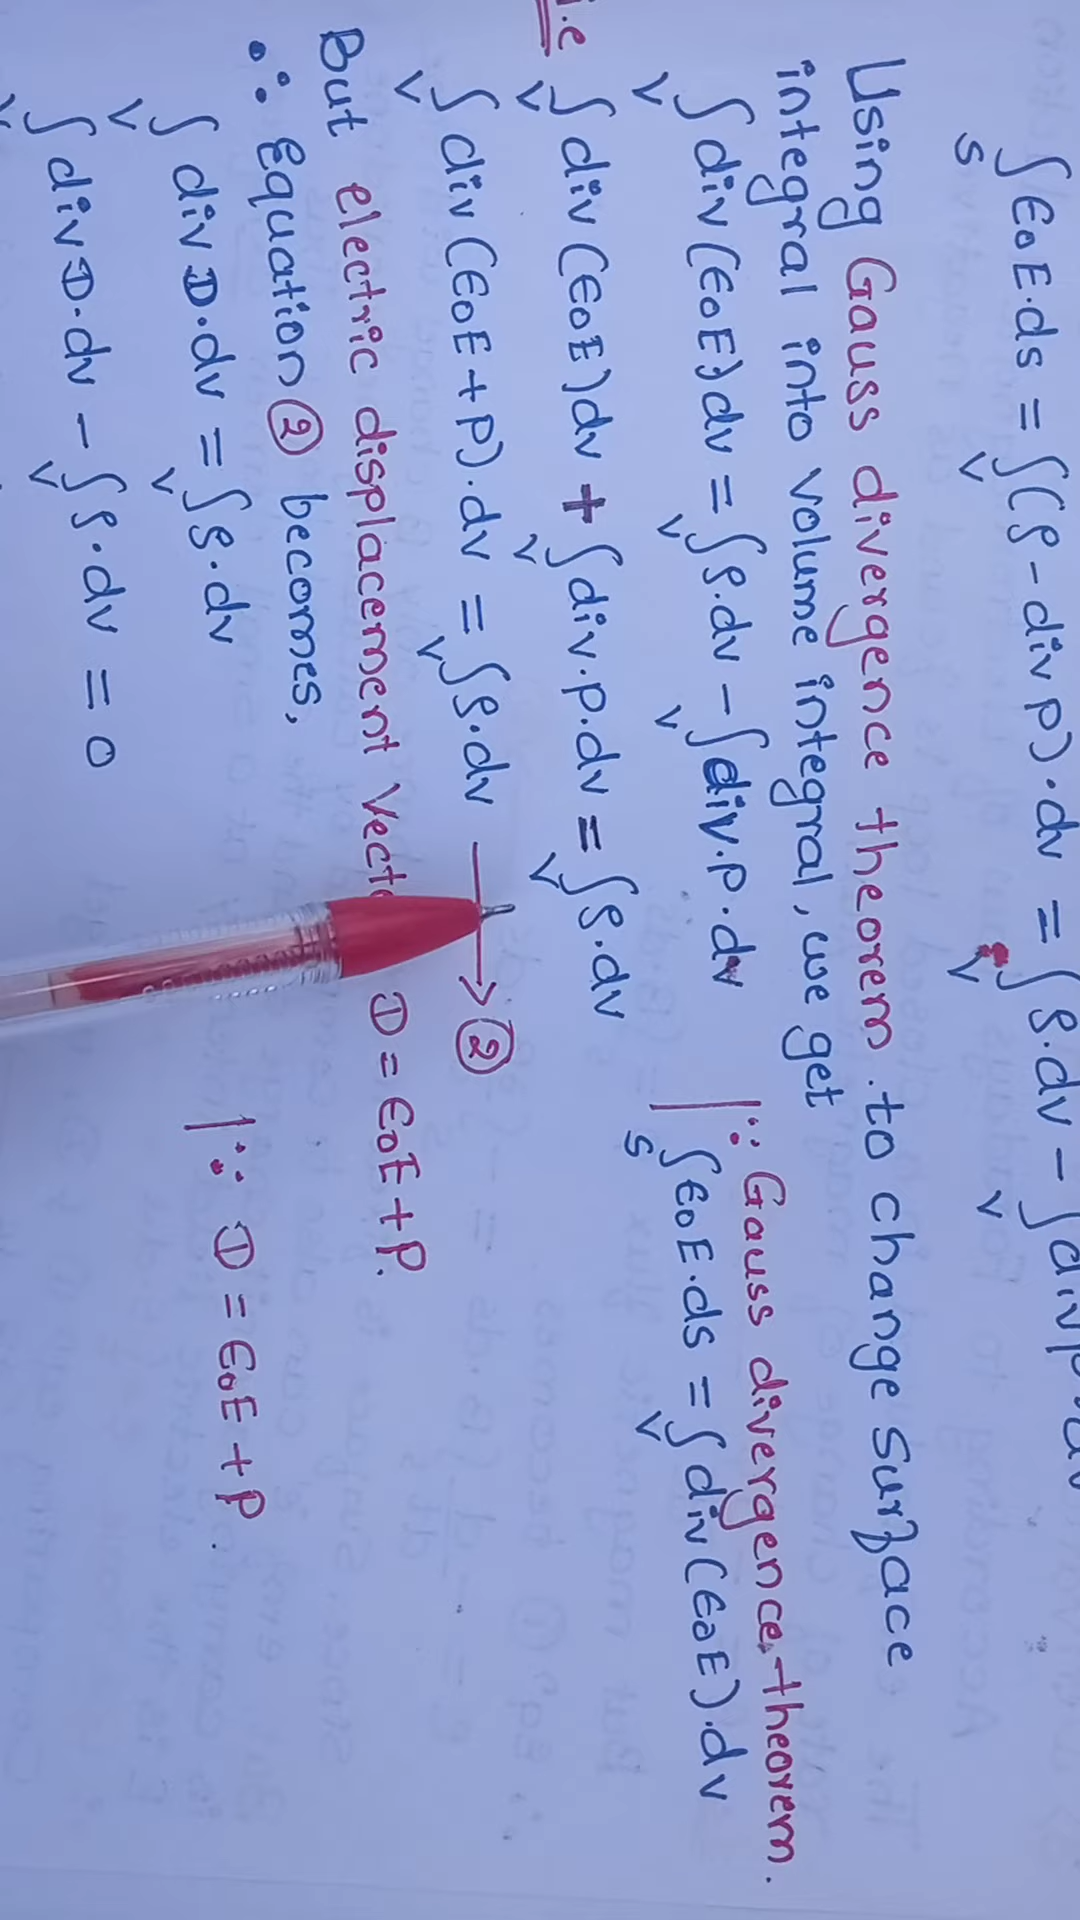 ∫ₛ ϵ₀E.ds = ∫ᵥ(ρ - div P).dv = ∫ᵥ ρ.dv - ∫ᵥ
Using Gauss divergence theorem to change surface
integral into volume integral, we get
∫ᵥ div(ϵ₀E)dv = ∫ᵥ ρ.dv - ∫ᵥ div.P.dv
|∵ Gauss divergence theorem.
∫ₛ ϵ₀E.ds = ∫ᵥ div(ϵ₀E).dv
i.e ∫ᵥ div(ϵ₀E)dv + ∫ᵥ div.P.dv = ∫ᵥ ρ.dv
∫ᵥ div(ϵ₀E+P).dv = ∫ᵥ ρ.dv → ②
But electric displacement D = ϵ₀E+P.
∴ Equation ② becomes,
∫ᵥ div D.dv = ∫ᵥ ρ.dv |∵ D = ϵ₀E+P.
∫ᵥ div D.dv - ∫ᵥ ρ.dv = 0